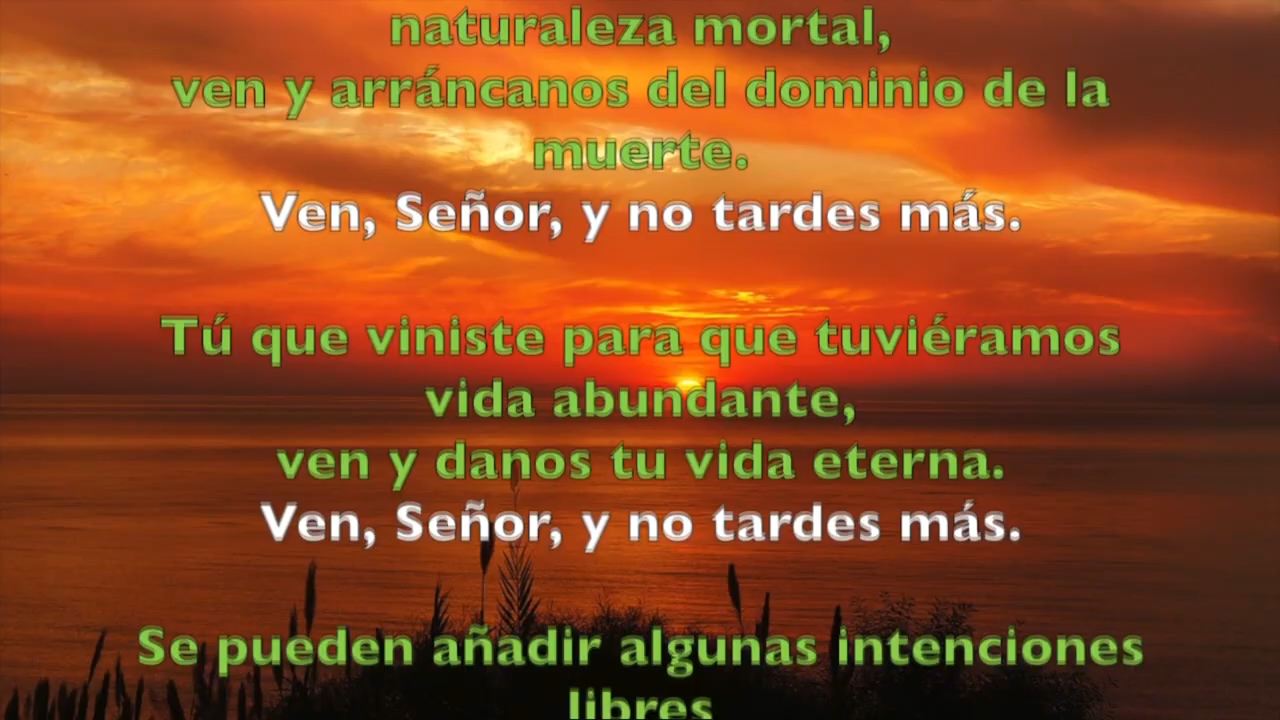 naturaleza mortal,
ven y arráncanos del dominio de la
muerte.
Ven, Señor, y no tardes más.
Tú que viniste para que tuviéramos
vida abundante,
ven y danos tu vida eterna.
Ven, Señor, y no tardes más.
Se pueden añadir algunas intenciones
libres